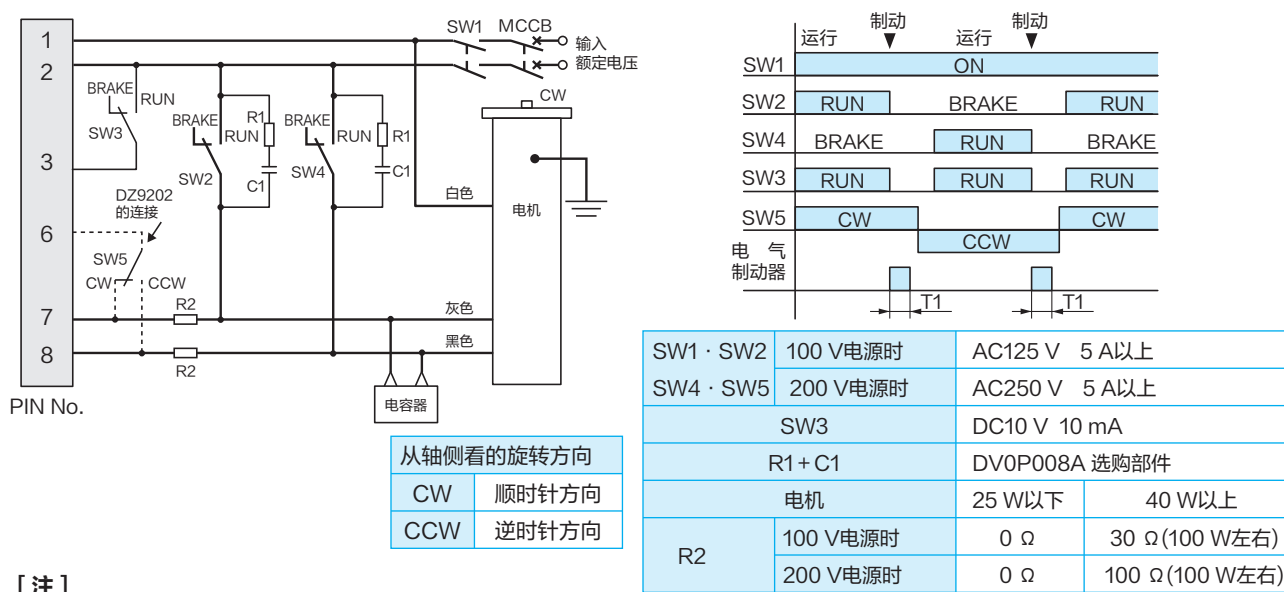 1
2
3
6
7
8
PIN No.
SW1 MCCB
输入
额定电压
BRAKE
RUN
SW3
BRAKE
RUN
SW2
R1
C1
BRAKE
RUN
SW4
R1
C1
CW
电机
白色
灰色
黑色
DZ9202
的连接
SW5
CW
CCW
R2
R2
电容器
从轴侧看的旋转方向
CW 顺时针方向
CCW 逆时针方向
[注]
制动 制动
运行 运行
SW1 ON
SW2 RUN BRAKE RUN
SW4 BRAKE RUN BRAKE
SW3 RUN RUN RUN
SW5 CW CCW CW
电 气
制动器
T1 T1
SW1·SW2 100 V电源时 AC125 V 5 A以上
SW4·SW5 200 V电源时 AC250 V 5 A以上
SW3 DC10 V 10 mA
R1+C1 DV0P008A 选购部件
电机 25 W以下 40 W以上
R2 100 V电源时 0 Ω 30 Ω(100 W左右)
200 V电源时 0 Ω 100 Ω(100 W左右)